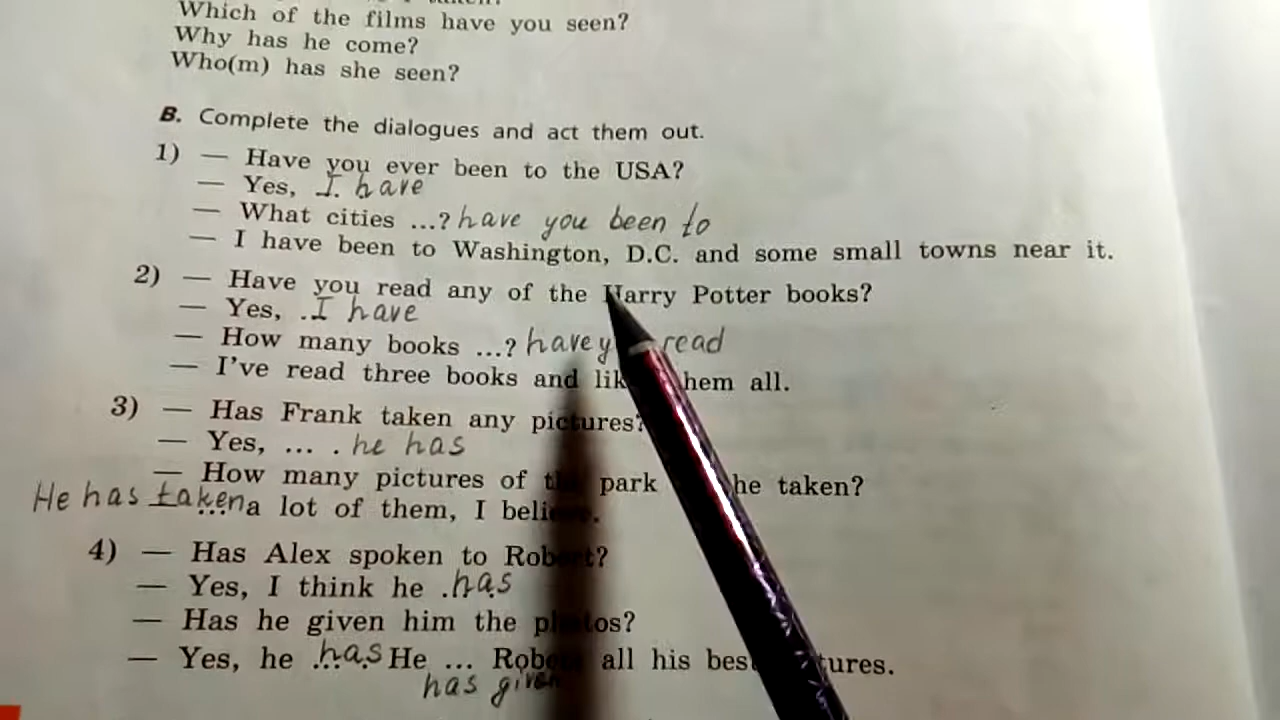 Which of the films have you seen?
Why has he come?
Who(m) has she seen?
B. Complete the dialogues and act them out.
1) — Have you ever been to the USA?
— Yes, I have
— What cities ...? have you been to
— I have been to Washington, D.C. and some small towns near it.
2) — Have you read any of the Harry Potter books?
— Yes, .I have
— How many books ...? have read
— I've read three books and all.
3) — Has Frank taken any pictures?
— Yes, ... . he has
— How many pictures of park he taken?
He has taken a lot of them, I
4) — Has Alex spoken to Robert?
— Yes, I think he .has
— Has he given him the photos?
— Yes, he ... has He ... all his
has given